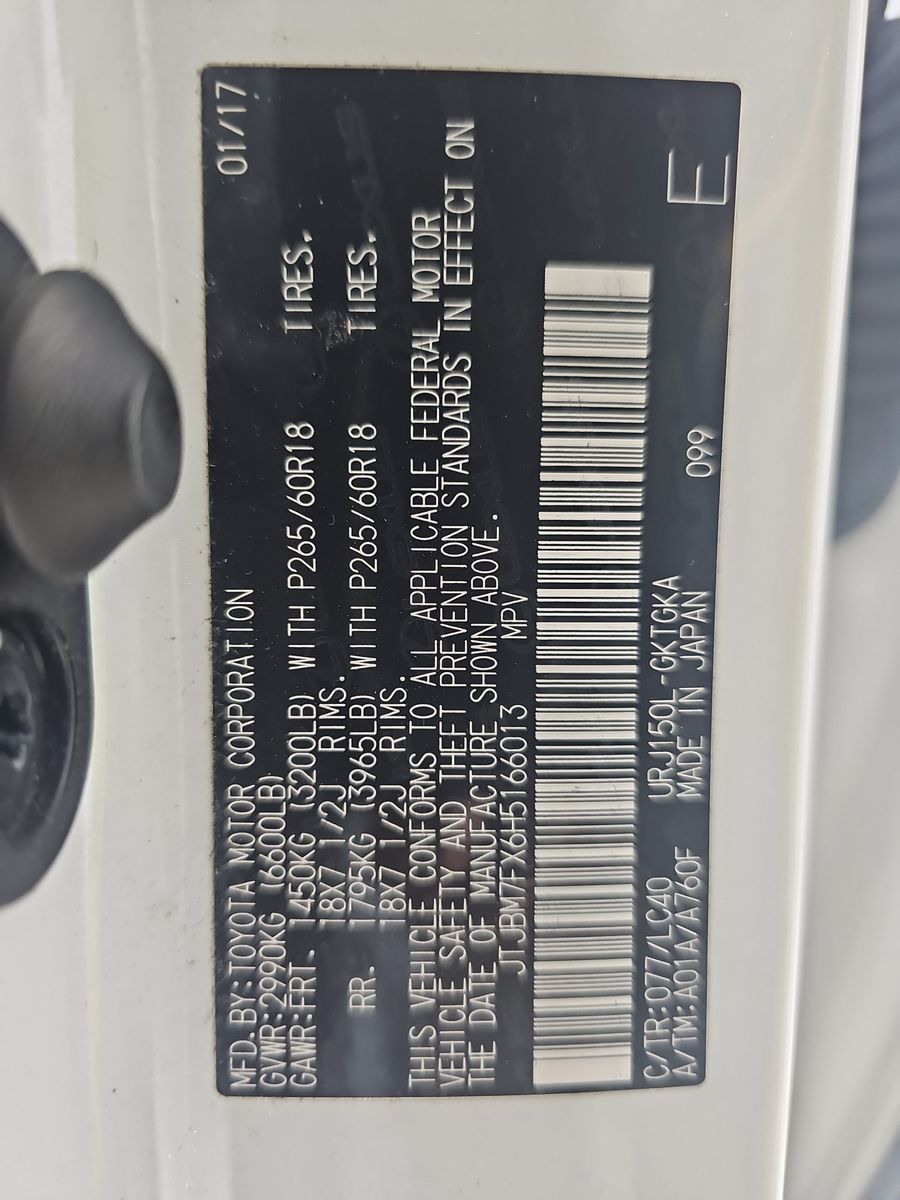 MFD.BY:TOYOTA MOTOR CORPORATION 01/17
GVWR:2990KG (6600LB)
GAWR:FRT. 1450KG (3200LB) WITH P265/60R18 TIRES.
18X7 1/2J RIMS.
RR. 1795KG (3965LB) WITH P265/60R18 TIRES.
18X7 1/2J RIMS.
THIS VEHICLE CONFORMS TO ALL APPLICABLE FEDERAL MOTOR
VEHICLE SAFETY AND THEFT PREVENTION STANDARDS IN EFFECT ON
THE DATE OF MANUFACTURE SHOWN ABOVE.
JTJBM7FX6H5166013 MPV
C/TR:077/LC40 URJ150L-GKTGKA 099
A/TM:A01A/A760F MADE IN JAPAN E